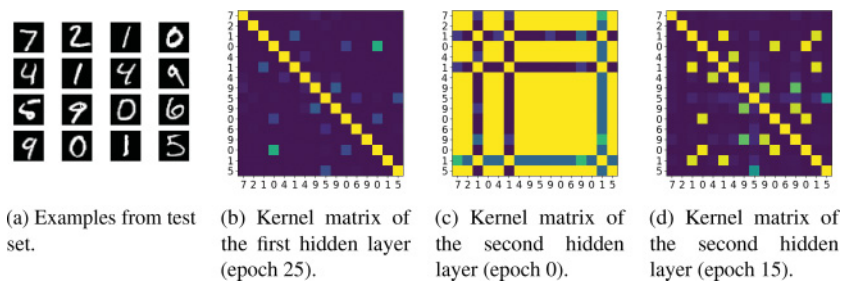 7 2 1 0
4 1 4 9
5 9 0 6
9 0 1 5
(a) Examples from test
set.
7
2
1
0
4
1
4
9
5
9
0
6
9
0
1
5
7 2 1 0 4 1 4 9 5 9 0 6 9 0 1 5
(b) Kernel matrix of
the first hidden layer
(epoch 25).
7
2
1
0
4
1
4
9
5
9
0
6
9
0
1
5
7 2 1 0 4 1 4 9 5 9 0 6 9 0 1 5
(c) Kernel matrix of
the second hidden
layer (epoch 0).
7
2
1
0
4
1
4
9
5
9
0
6
9
0
1
5
7 2 1 0 4 1 4 9 5 9 0 6 9 0 1 5
(d) Kernel matrix of
the second hidden
layer (epoch 15).